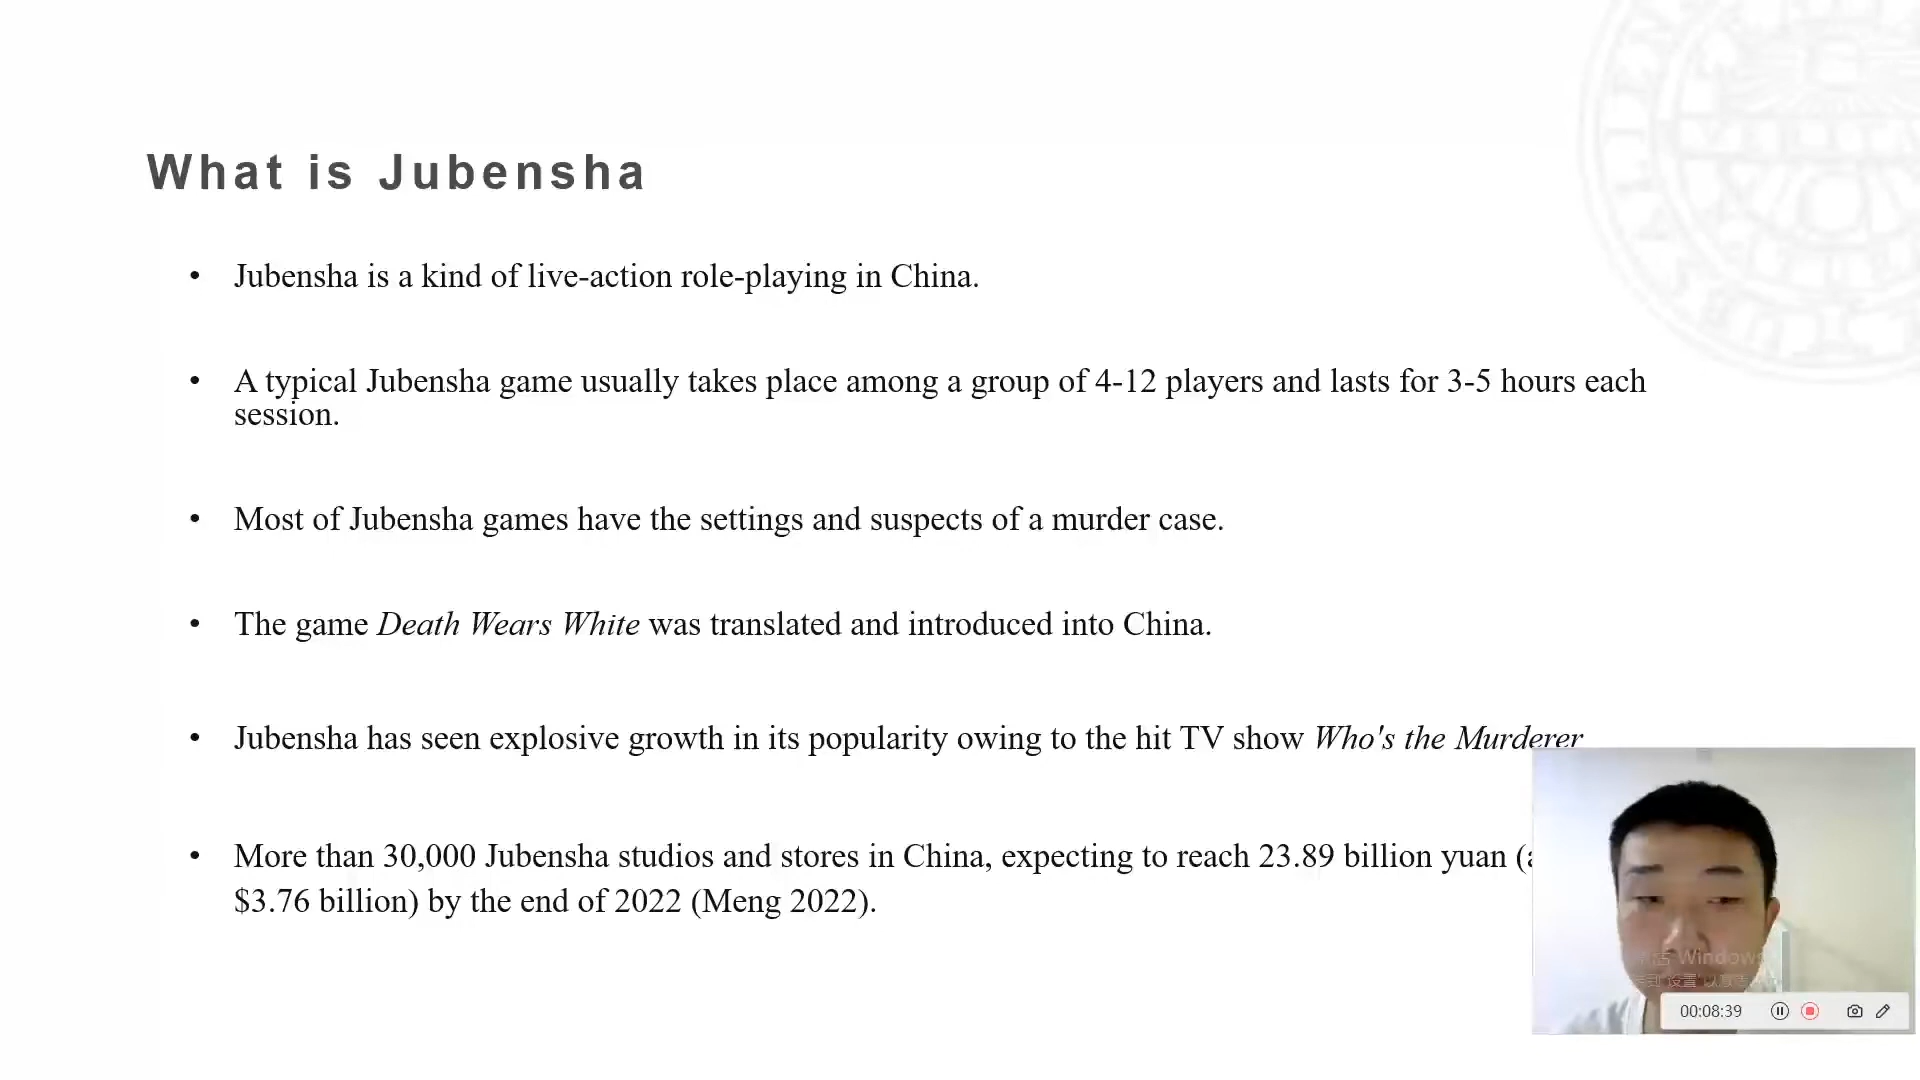 What is Jubensha
• Jubensha is a kind of live-action role-playing in China.
• A typical Jubensha game usually takes place among a group of 4-12 players and lasts for 3-5 hours each
session.
• Most of Jubensha games have the settings and suspects of a murder case.
• The game Death Wears White was translated and introduced into China.
• Jubensha has seen explosive growth in its popularity owing to the hit TV show Who's the Murderer
• More than 30,000 Jubensha studios and stores in China, expecting to reach 23.89 billion yuan (
$3.76 billion) by the end of 2022 (Meng 2022).
Windows
00:08:39